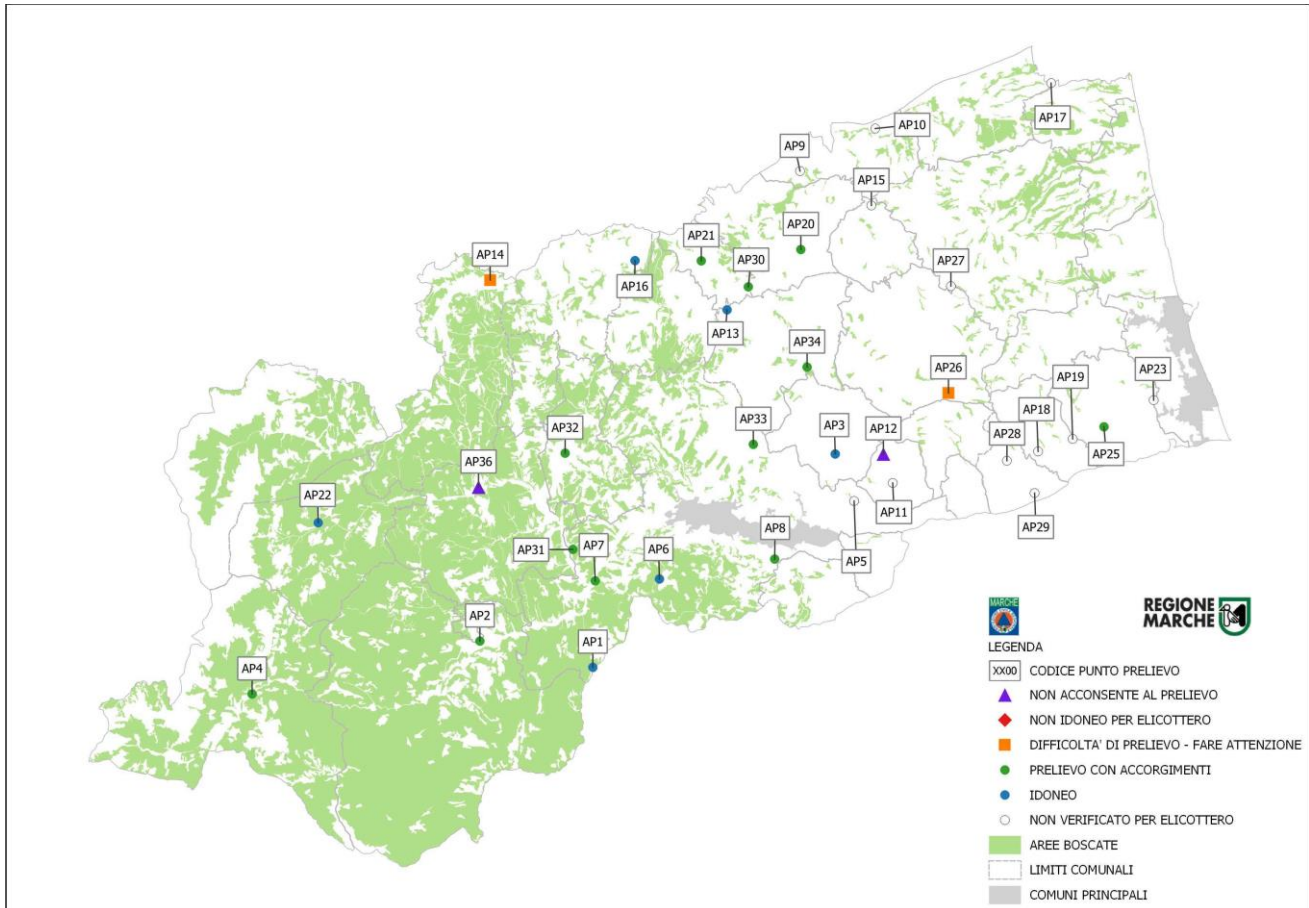 AP17
AP10
AP9
AP15
AP20
AP21
AP14
AP30
AP27
AP16
AP13
AP34
AP26
AP23
AP19
AP18
AP33
AP3
AP12
AP32
AP28
AP25
AP36
AP22
AP11
AP29
AP31
AP7
AP6
AP8
AP5
AP2
AP1
AP4
MARCHE
REGIONE
MARCHE
LEGENDA
XX00 CODICE PUNTO PRELIEVO
NON ACCONSENTE AL PRELIEVO
NON IDONEO PER ELICOTTERO
DIFFICOLTA' DI PRELIEVO - FARE ATTENZIONE
PRELIEVO CON ACCORGIMENTI
IDONEO
NON VERIFICATO PER ELICOTTERO
AREE BOSCATE
LIMITI COMUNALI
COMUNI PRINCIPALI